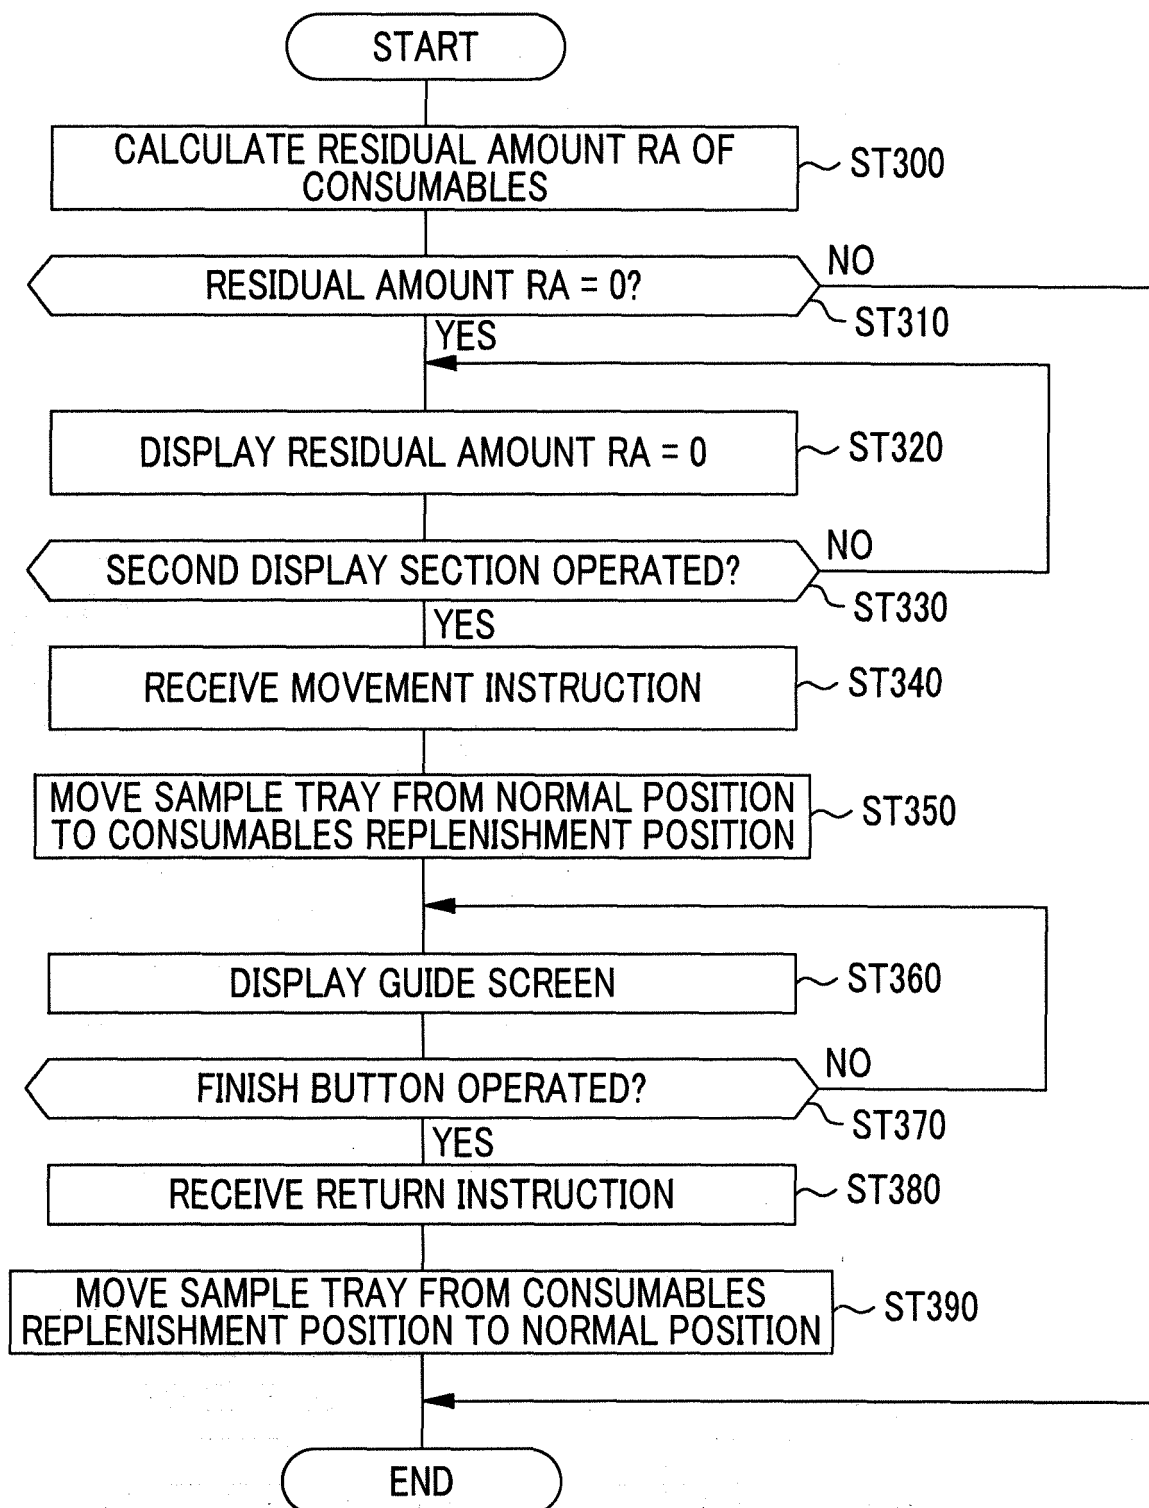 START
CALCULATE RESIDUAL AMOUNT RA OF
CONSUMABLES
ST300
RESIDUAL AMOUNT RA = 0?
NO
ST310
YES
DISPLAY RESIDUAL AMOUNT RA = 0
ST320
SECOND DISPLAY SECTION OPERATED?
NO
ST330
YES
RECEIVE MOVEMENT INSTRUCTION
ST340
MOVE SAMPLE TRAY FROM NORMAL POSITION
TO CONSUMABLES REPLENISHMENT POSITION
ST350
DISPLAY GUIDE SCREEN
ST360
FINISH BUTTON OPERATED?
NO
ST370
YES
RECEIVE RETURN INSTRUCTION
ST380
MOVE SAMPLE TRAY FROM CONSUMABLES
REPLENISHMENT POSITION TO NORMAL POSITION
ST390
END